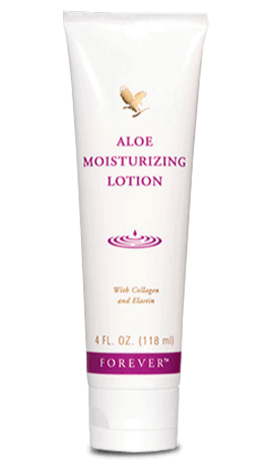 ALOE
MOISTURIZING
LOTION
With Collagen
and Elastin
4 FL. OZ. (118 ml)
FOREVER™